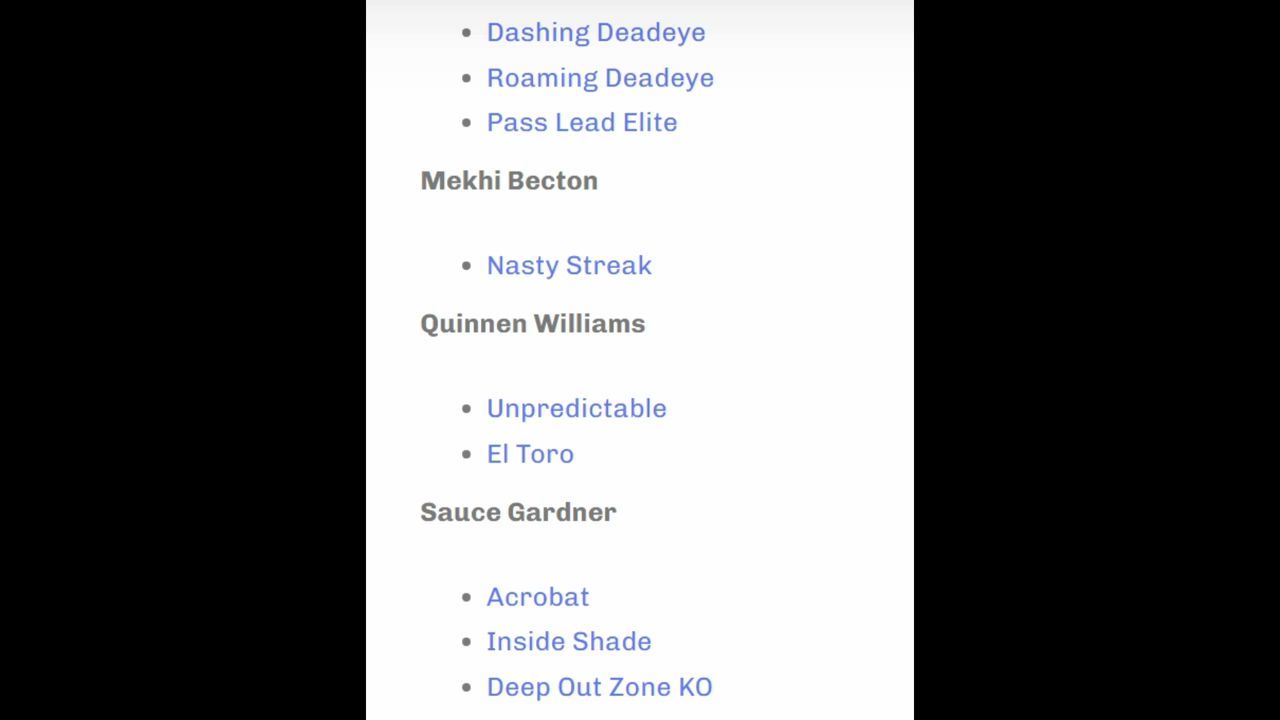 Dashing Deadeye
Roaming Deadeye
Pass Lead Elite
Mekhi Becton
Nasty Streak
Quinnen Williams
Unpredictable
El Toro
Sauce Gardner
Acrobat
Inside Shade
Deep Out Zone KO